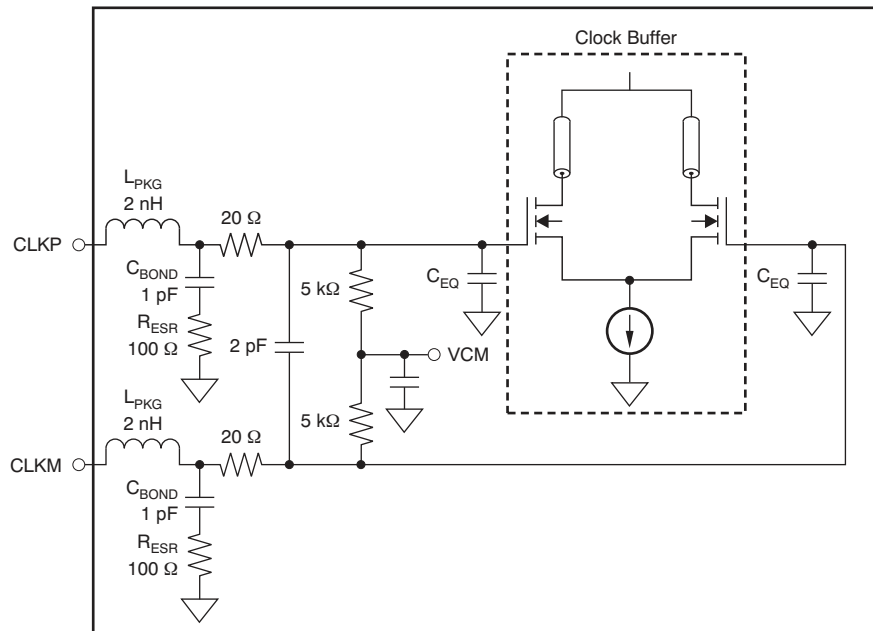 Clock Buffer
L_PKG
2 nH
20 Ω
CLKP
C_BOND
1 pF
R_ESR
100 Ω
5 kΩ
C_EQ
C_EQ
2 pF
VCM
L_PKG
2 nH
5 kΩ
20 Ω
CLKM
C_BOND
1 pF
R_ESR
100 Ω